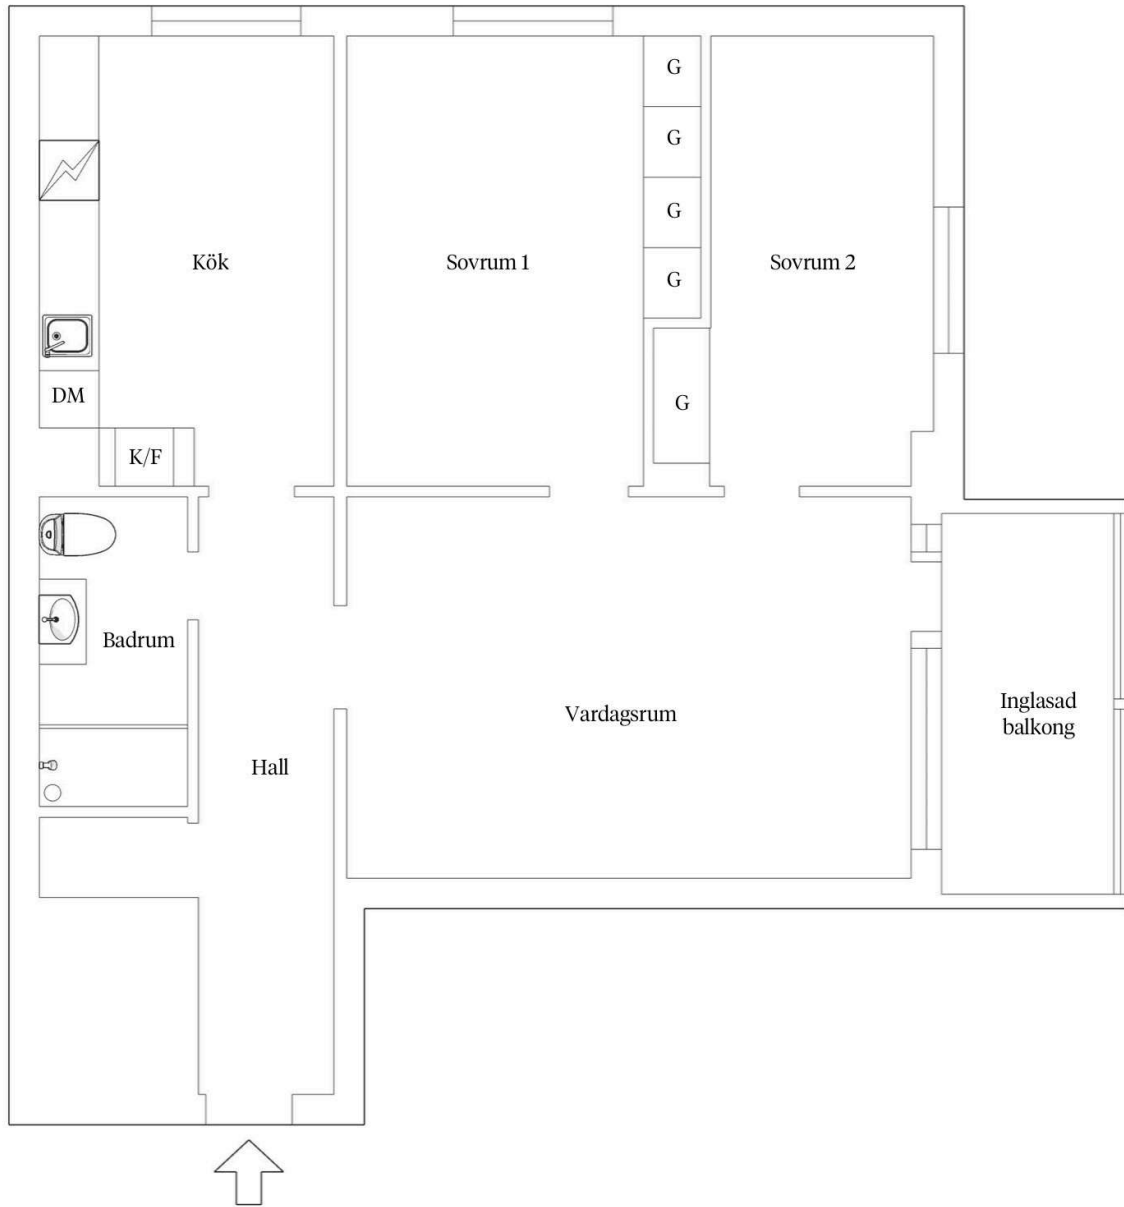 G
G
G
Kök
Sovrum 1
Sovrum 2
G
DM
G
K/F
Badrum
Inglasad
balkong
Vardagsrum
Hall